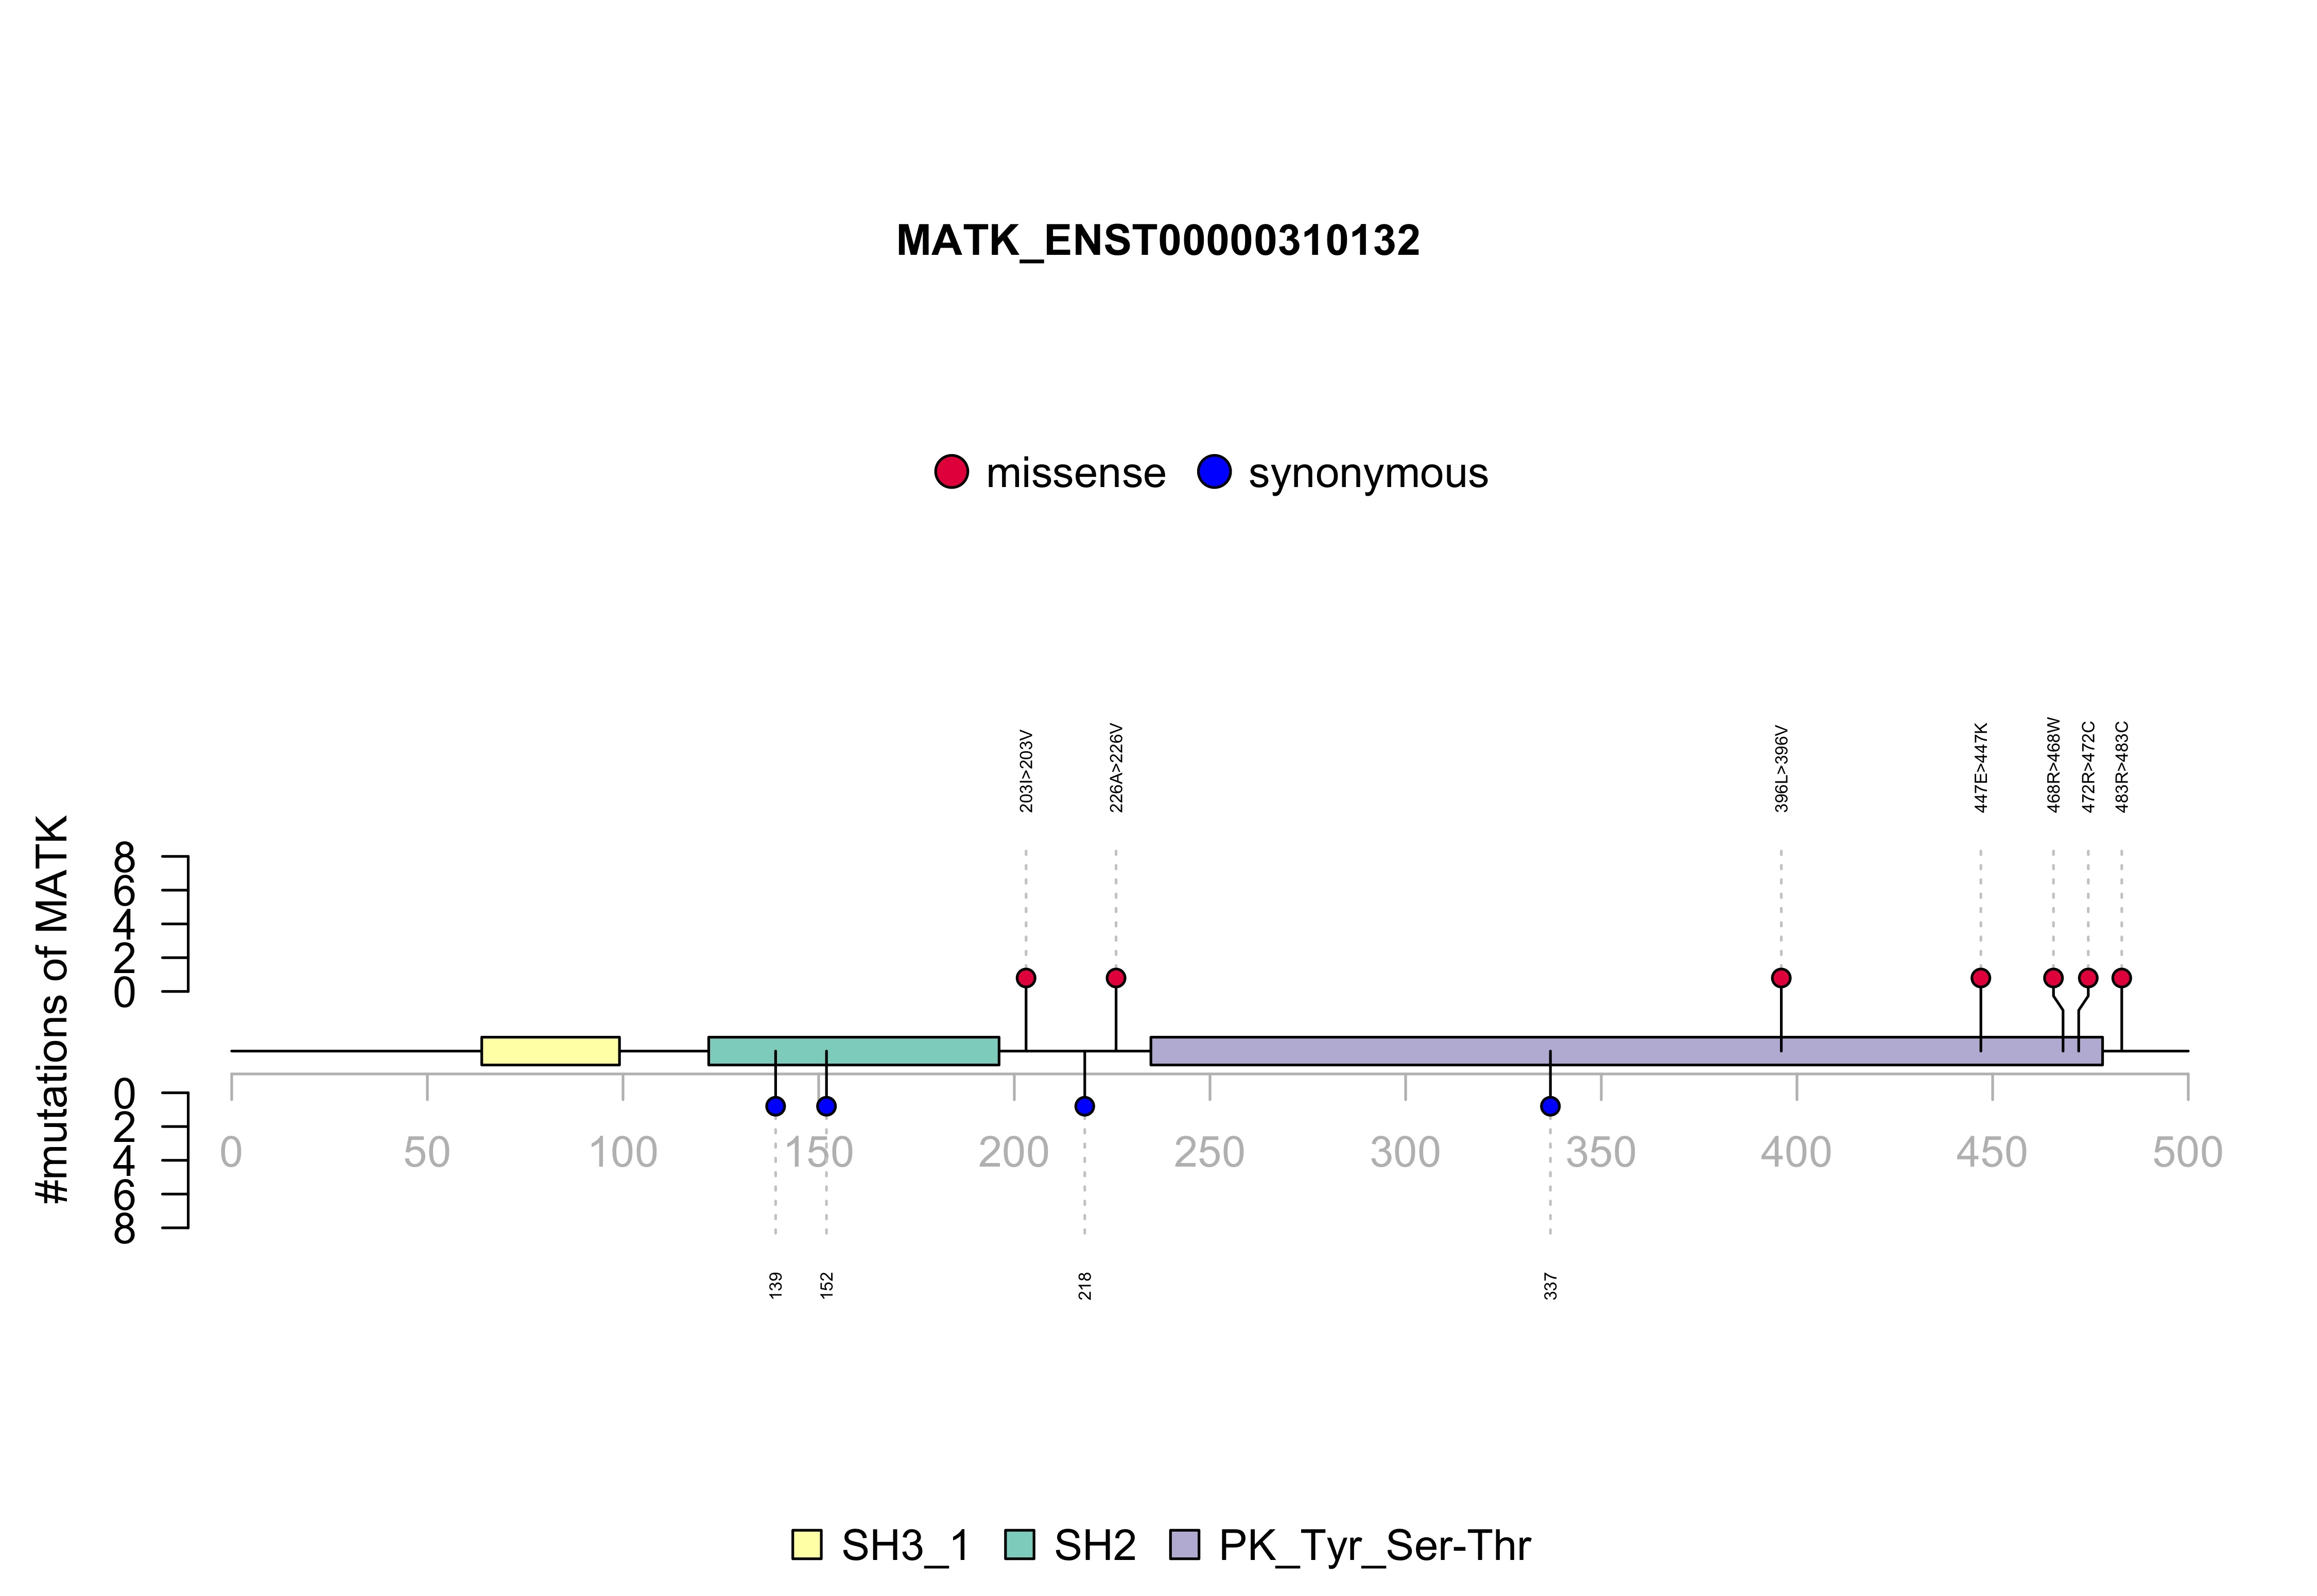 MATK_ENST00000310132
missense synonymous
203I>203V 226A>226V 396L>396V 447E>447K 468R>468W 472R>472C 483R>483C
#mutations of MATK
8
6
4
2
0
0
2
4
6
8
0 50 100 150 200 250 300 350 400 450 500
139 152 218 337
SH3_1 SH2 PK_Tyr_Ser-Thr